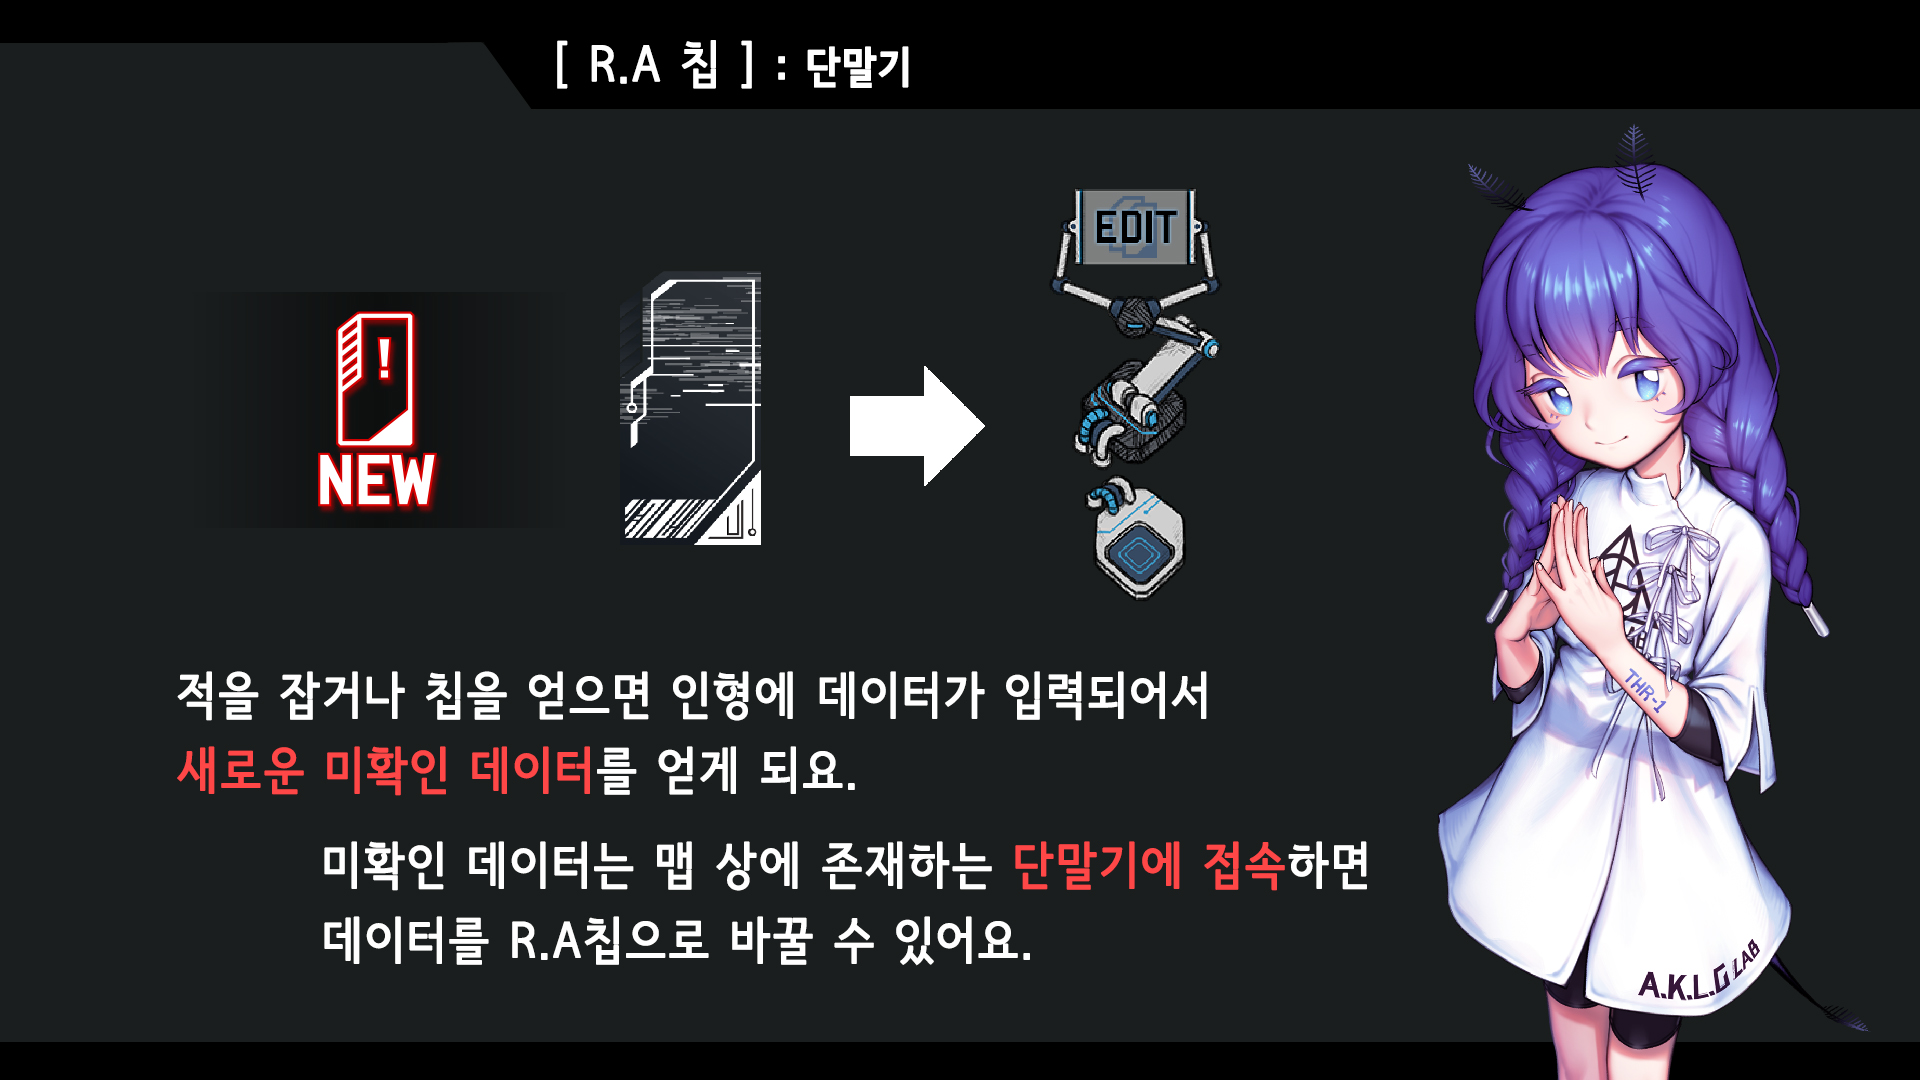 [ R.A 칩 ] : 단말기
EDIT
!
NEW
적을 잡거나 칩을 얻으면 인형에 데이터가 입력되어서
새로운 미확인 데이터를 얻게 되요.
미확인 데이터는 맵 상에 존재하는 단말기에 접속하면
데이터를 R.A칩으로 바꿀 수 있어요.
THR-1
A.K.L.G LAB